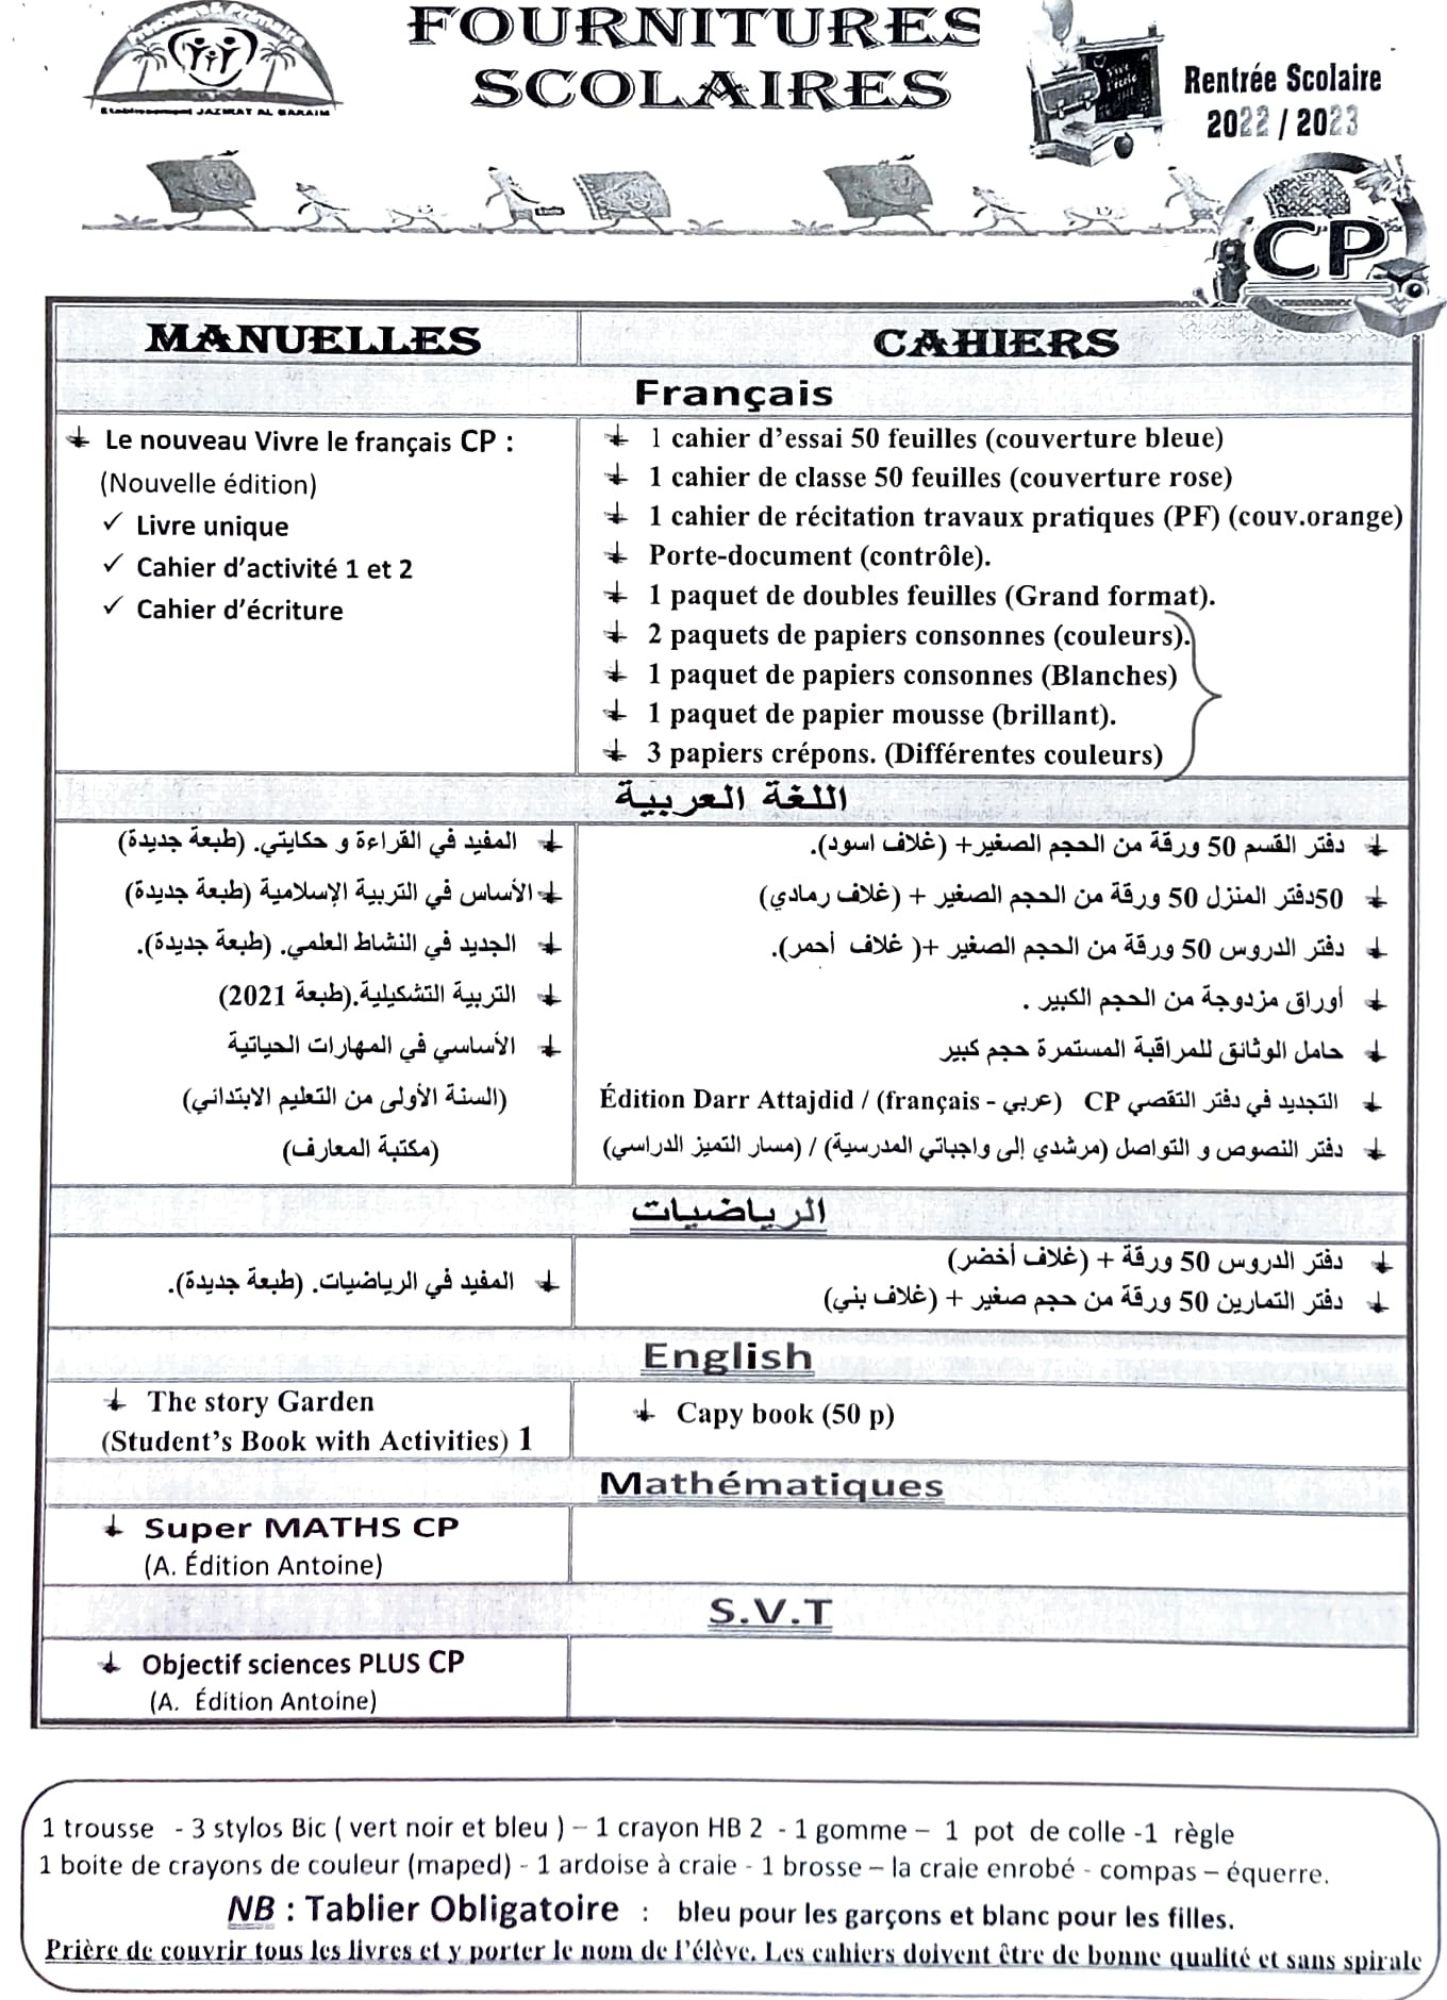 FOURNITURES
SCOLAIRES
Etablissement JAZIRAT AL BARAIM
Rentrée Scolaire
2022 / 2023
CP
MANUELLES
CAHIERS
Français
Le nouveau Vivre le français CP :
(Nouvelle édition)
✓ Livre unique
✓ Cahier d’activité 1 et 2
✓ Cahier d’écriture
1 cahier d’essai 50 feuilles (couverture bleue)
1 cahier de classe 50 feuilles (couverture rose)
1 cahier de récitation travaux pratiques (PF) (couv.orange)
Porte-document (contrôle).
1 paquet de doubles feuilles (Grand format).
2 paquets de papiers consonnes (couleurs).
1 paquet de papiers consonnes (Blanches)
1 paquet de papier mousse (brillant).
3 papiers crépons. (Différentes couleurs)
اللغة العربية
المفيد في القراءة و حكايتي. (طبعة جديدة)
الأساس في التربية الإسلامية (طبعة جديدة)
الجديد في النشاط العلمي. (طبعة جديدة).
التربية التشكيلية.(طبعة 2021)
الأساسي في المهارات الحياتية
(السنة الأولى من التعليم الابتدائي)
(مكتبة المعارف)
دفتر القسم 50 ورقة من الحجم الصغير+ (غلاف اسود).
50دفتر المنزل 50 ورقة من الحجم الصغير + (غلاف رمادي)
دفتر الدروس 50 ورقة من الحجم الصغير +( غلاف أحمر).
أوراق مزدوجة من الحجم الكبير .
حامل الوثائق للمراقبة المستمرة حجم كبير
التجديد في دفتر التقصي CP (عربي - français) / Édition Darr Attajdid
دفتر النصوص و التواصل (مرشدي إلى واجباتي المدرسية) / (مسار التميز الدراسي)
الرياضيات
المفيد في الرياضيات. (طبعة جديدة).
دفتر الدروس 50 ورقة + (غلاف أخضر)
دفتر التمارين 50 ورقة من حجم صغير + (غلاف بني)
English
The story Garden
(Student’s Book with Activities) 1
Capy book (50 p)
Mathématiques
Super MATHS CP
(A. Édition Antoine)
S.V.T
Objectif sciences PLUS CP
(A. Édition Antoine)
1 trousse - 3 stylos Bic ( vert noir et bleu ) – 1 crayon HB 2 - 1 gomme – 1 pot de colle -1 règle
1 boite de crayons de couleur (maped) - 1 ardoise à craie - 1 brosse – la craie enrobé - compas – équerre.
NB : Tablier Obligatoire : bleu pour les garçons et blanc pour les filles.
Prière de couvrir tous les livres et y porter le nom de l’élève. Les cahiers doivent être de bonne qualité et sans spirale